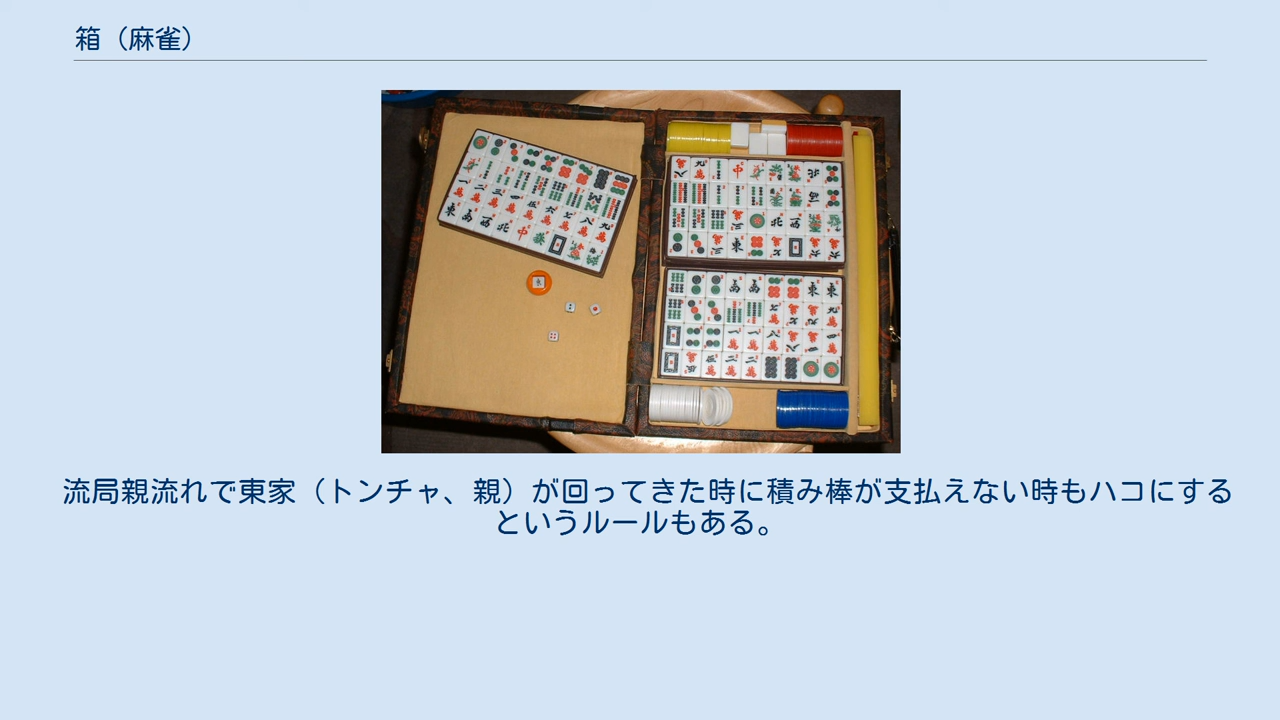 箱（麻雀）
流局親流れで東家（トンチャ、親）が回ってきた時に積み棒が支払えない時もハコにする
というルールもある。